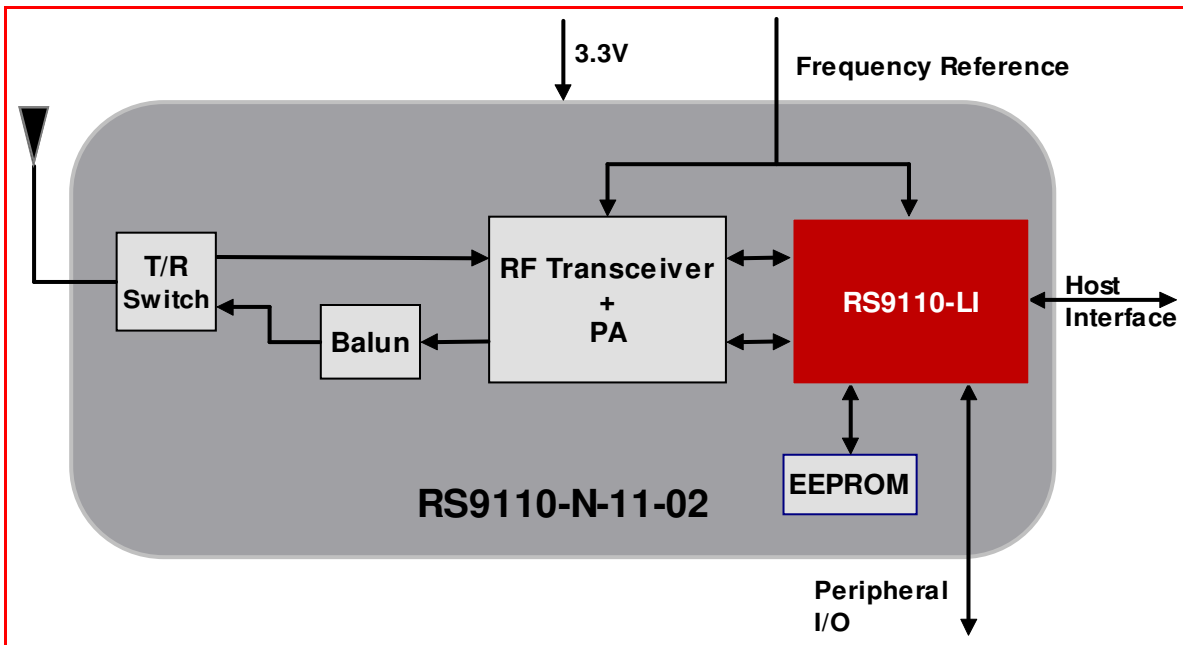 3.3V
Frequency Reference
T/R
Switch
RF Transceiver
+
PA
Balun
RS9110-LI
Host
Interface
EEPROM
RS9110-N-11-02
Peripheral
I/O